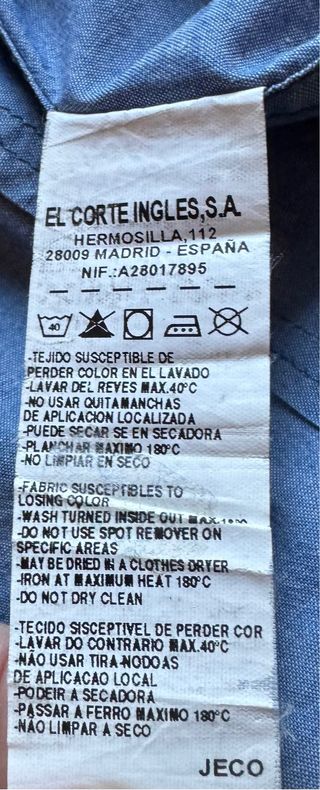 EL CORTE INGLES,S.A.
HERMOSILLA,112
28009 MADRID - ESPAÑA
NIF.:A28017895
40
-TEJIDO SUSCEPTIBLE DE
PERDER COLOR EN EL LAVADO
-LAVAR DEL REVES MAX.40°C
-NO USAR QUITAMANCHAS
DE APLICACION LOCALIZADA
-PUEDE SECAR SE EN SECADORA
-PLANCHAR MAXIMO 180°C
-NO LIMPIAR EN SECO
-FABRIC SUSCEPTIBLES TO
LOSING COLOR
-WASH TURNED INSIDE OUT MAX.
-DO NOT USE SPOT REMOVER ON
SPECIFIC AREAS
-MAY BE DRIED IN A CLOTHES DRYER
-IRON AT MAXIMUM HEAT 180°C
-DO NOT DRY CLEAN
-TECIDO SISCEPTIVEL DE PERDER COR
-LAVAR DO CONTRARIO MAX.40°C
-NÃO USAR TIRA-NODOAS
DE APLICACAO LOCAL
-PODEIR A SECADORA
-PASSAR A FERRO MAXIMO 180°C
-NÃO LIMPAR A SECO
JECO